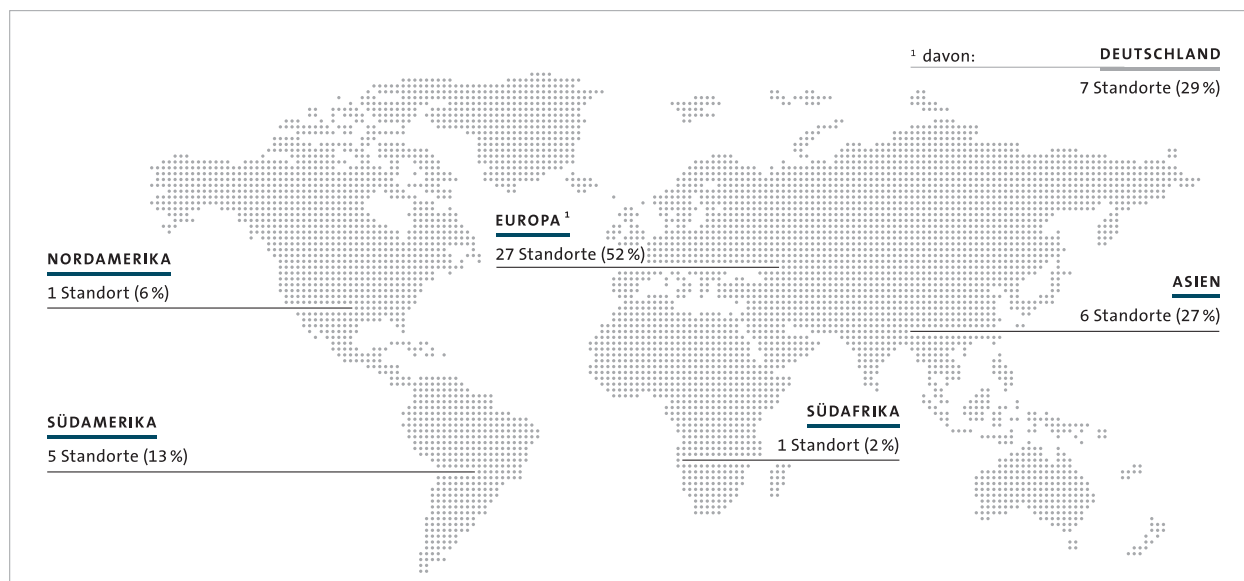 ¹ davon: DEUTSCHLAND
7 Standorte (29 %)
EUROPA ¹
27 Standorte (52 %)
NORDAMERIKA
1 Standort (6 %)
ASIEN
6 Standorte (27 %)
SÜDAMERIKA
5 Standorte (13 %)
SÜDAFRIKA
1 Standort (2 %)